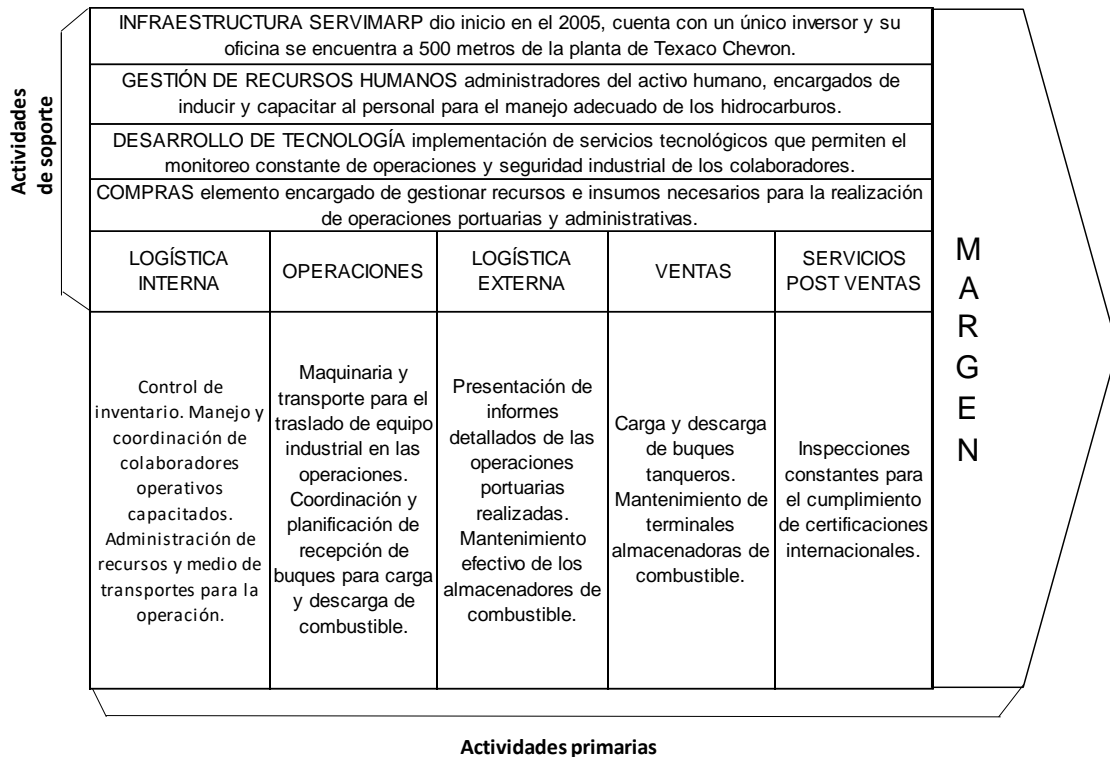 Actividades
de soporte
INFRAESTRUCTURA SERVIMARP dio inicio en el 2005, cuenta con un único inversor y su
oficina se encuentra a 500 metros de la planta de Texaco Chevron.
GESTIÓN DE RECURSOS HUMANOS administradores del activo humano, encargados de
inducir y capacitar al personal para el manejo adecuado de los hidrocarburos.
DESARROLLO DE TECNOLOGÍA implementación de servicios tecnológicos que permiten el
monitoreo constante de operaciones y seguridad industrial de los colaboradores.
COMPRAS elemento encargado de gestionar recursos e insumos necesarios para la realización
de operaciones portuarias y administrativas.
LOGÍSTICA
INTERNA
OPERACIONES
LOGÍSTICA
EXTERNA
VENTAS
SERVICIOS
POST VENTAS
Control de
inventario. Manejo y
coordinación de
colaboradores
operativos
capacitados.
Administración de
recursos y medio de
transportes para la
operación.
Maquinaria y
transporte para el
traslado de equipo
industrial en las
operaciones.
Coordinación y
planificación de
recepción de
buques para carga
y descarga de
combustible.
Presentación de
informes
detallados de las
operaciones
portuarias
realizadas.
Mantenimiento
efectivo de los
almacenadores de
combustible.
Carga y descarga
de buques
tanqueros.
Mantenimiento de
terminales
almacenadoras de
combustible.
Inspecciones
constantes para
el cumplimiento
de certificaciones
internacionales.
M
A
R
G
E
N
Actividades primarias